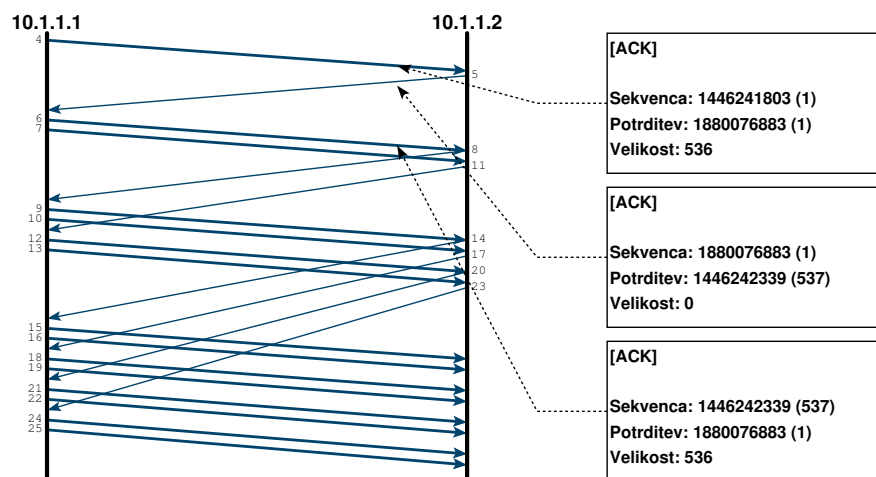 10.1.1.1
10.1.1.2
4
5
6
7
8
11
9
10
12
13
14
17
20
23
15
16
18
19
21
22
24
25
[ACK]
Sekvenca: 1446241803 (1)
Potrditev: 1880076883 (1)
Velikost: 536
[ACK]
Sekvenca: 1880076883 (1)
Potrditev: 1446242339 (537)
Velikost: 0
[ACK]
Sekvenca: 1446242339 (537)
Potrditev: 1880076883 (1)
Velikost: 536